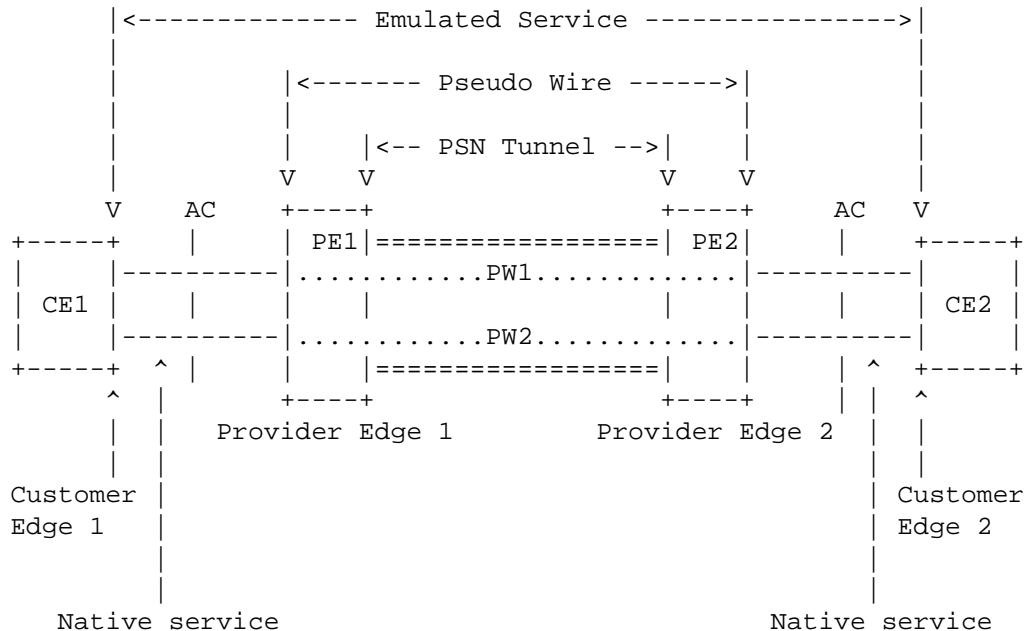 |<-------------- Emulated Service ---------------->|
|<------- Pseudo Wire ------>|
|<-- PSN Tunnel -->|
V V V V
V AC +----+ +----+ AC V
+-----+ | | PE1|==================| PE2| | +-----+
| |----------|............PW1.............|----------| |
| CE1 | | | | | | | | CE2 |
| |----------|............PW2.............|----------| |
+-----+ ^ | | |==================| | | ^ +-----+
^ | +----+ +----+ | | ^
| | Provider Edge 1 Provider Edge 2 | |
Customer | | Customer
Edge 1 | | Edge 2
Native service Native service